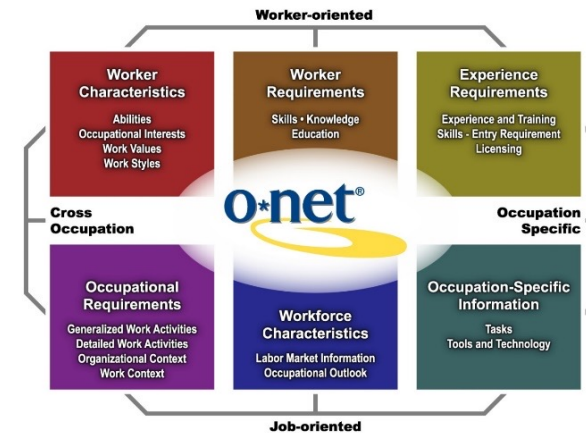 Worker-oriented
Worker
Characteristics
Abilities
Occupational Interests
Work Values
Work Styles
Worker
Requirements
Skills • Knowledge
Education
Experience
Requirements
Experience and Training
Skills - Entry Requirement
Licensing
Cross
Occupation
o*net®
Occupation
Specific
Occupational
Requirements
Generalized Work Activities
Detailed Work Activities
Organizational Context
Work Context
Workforce
Characteristics
Labor Market Information
Occupational Outlook
Occupation-Specific
Information
Tasks
Tools and Technology
Job-oriented